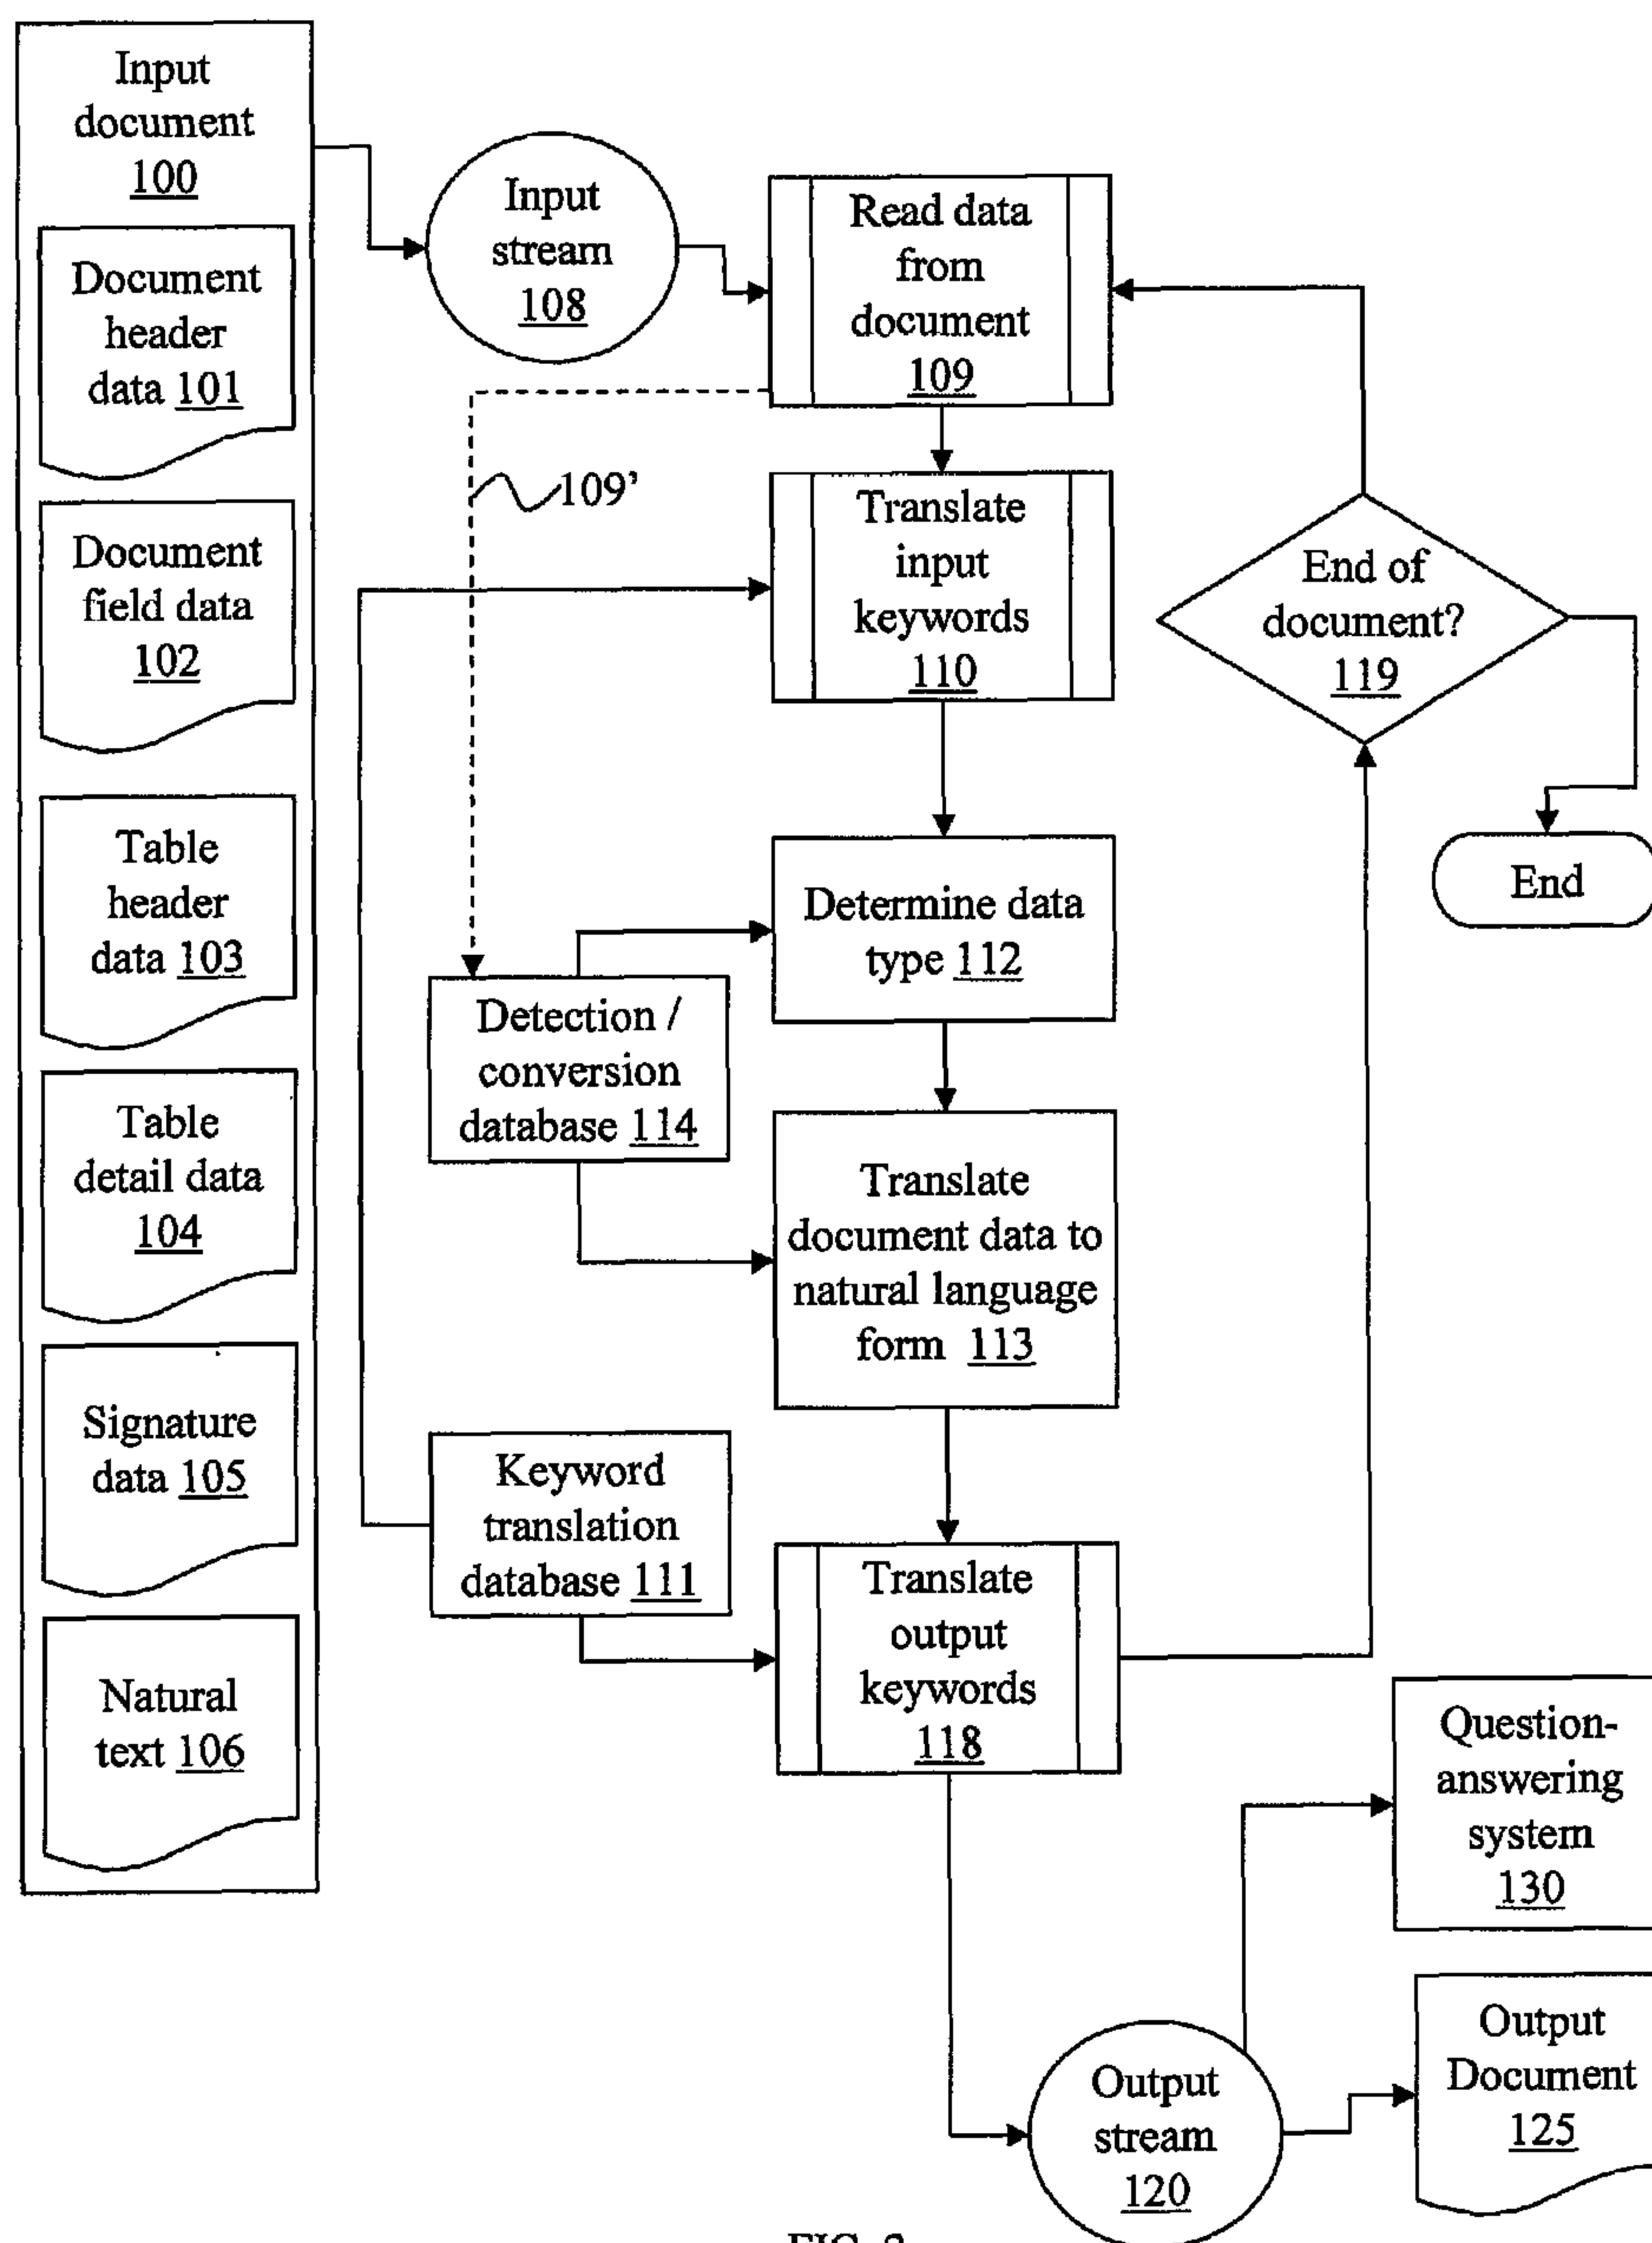 Input
document
100
Document
header
data 101
Document
field data
102
Table
header
data 103
Table
detail data
104
Signature
data 105
Natural
text 106
Input
stream
108
Read data
from
document
109
109’
Translate
input
keywords
110
End of
document?
119
End
Determine data
type 112
Detection /
conversion
database 114
Translate
document data to
natural language
form 113
Keyword
translation
database 111
Translate
output
keywords
118
Question-
answering
system
130
Output
Document
125
Output
stream
120